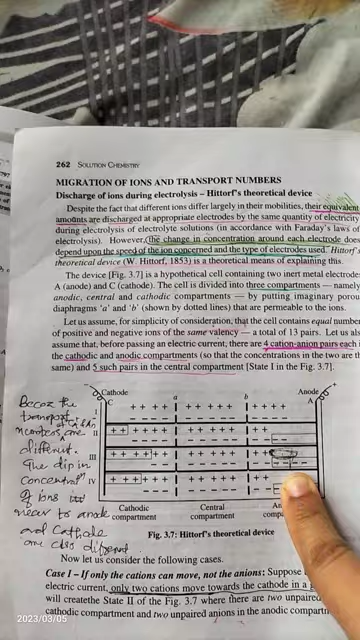 262 SOLUTION CHEMISTRY
MIGRATION OF IONS AND TRANSPORT NUMBERS
Discharge of ions during electrolysis – Hittorf's theoretical device
Despite the fact that different ions differ largely in their mobilities, their equivalent
amounts are discharged at appropriate electrodes by the same quantity of electricity
during electrolysis of electrolyte solutions (in accordance with Faraday's laws of
electrolysis). However, the change in concentration around each electrode does
depend upon the speed of the ion concerned and the type of electrodes used. Hittorf's
theoretical device (W. Hittorf, 1853) is a theoretical means of explaining this.
The device [Fig. 3.7] is a hypothetical cell containing two inert metal electrodes
A (anode) and C (cathode). The cell is divided into three compartments – namely
anodic, central and cathodic compartments – by putting imaginary porous
diaphragms 'a' and 'b' (shown by dotted lines) that are permeable to the ions.
Let us assume, for simplicity of consideration, that the cell contains equal number
of positive and negative ions of the same valency – a total of 13 pairs. Let us also
assume that, before passing an electric current, there are 4 cation-anion pairs each i
the cathodic and anodic compartments (so that the concentrations in the two are th
same) and 5 such pairs in the central compartment [State I in the Fig. 3.7].
Cathode Anode
C a b A
I + + + + + + + + + + + + +
II
III
IV
Becoz the
transport
numbers are
different.
The dip in
concentra
of ions
near to anode
and cathode
are also different
Cathodic Central An
compartment compartment
Fig. 3.7: Hittorf's theoretical device
Now let us consider the following cases.
Case I – If only the cations can move, not the anions: Suppose
electric current, only two cations move towards the cathode in a
will create the State II of the Fig. 3.7 where there are two unpaired
cathodic compartment and two unpaired anions in the anodic compartm